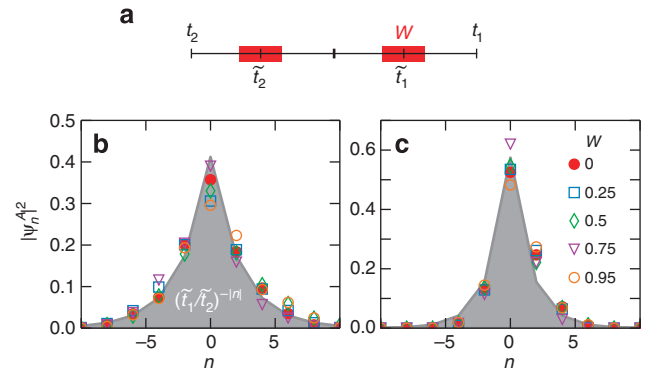 a
t₂ W t₁
t̃₂ t̃₁
b
c
0.5
0.4
0.3
0.2
0.1
0.0
|ψₙᴬ|²
(t̃₁/t̃₂)⁻|ⁿ|
−5 0 5
n
0.6
0.4
0.2
0.0
−5 0 5
n
W
0
0.25
0.5
0.75
0.95